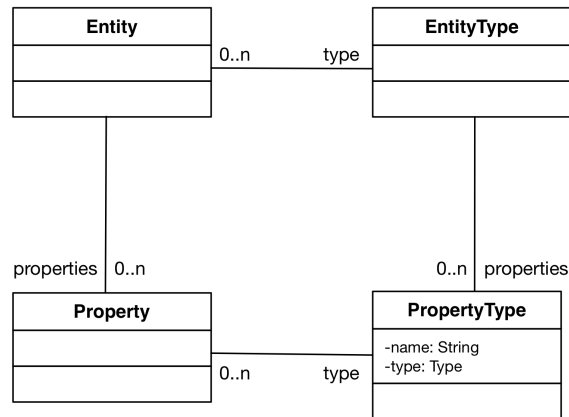 Entity
EntityType
0..n
type
properties
0..n
0..n
properties
Property
PropertyType
-name: String
-type: Type
0..n
type